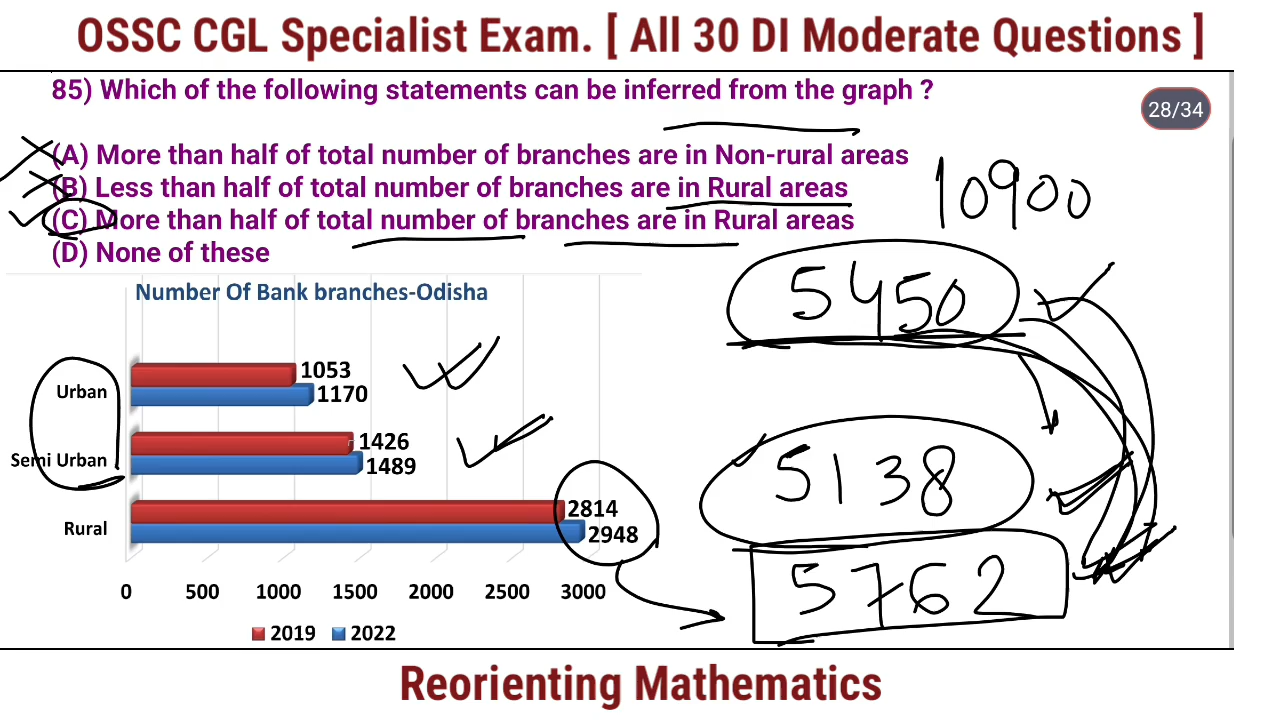 OSSC CGL Specialist Exam. [ All 30 DI Moderate Questions ]
85) Which of the following statements can be inferred from the graph ?
28/34
(A) More than half of total number of branches are in Non-rural areas
(B) Less than half of total number of branches are in Rural areas
(C) More than half of total number of branches are in Rural areas
(D) None of these
10900
5450
Number Of Bank branches-Odisha
Urban
1053
1170
Semi Urban
1426
1489
Rural
2814
2948
5138
5762
0 500 1000 1500 2000 2500 3000
2019 2022
Reorienting Mathematics